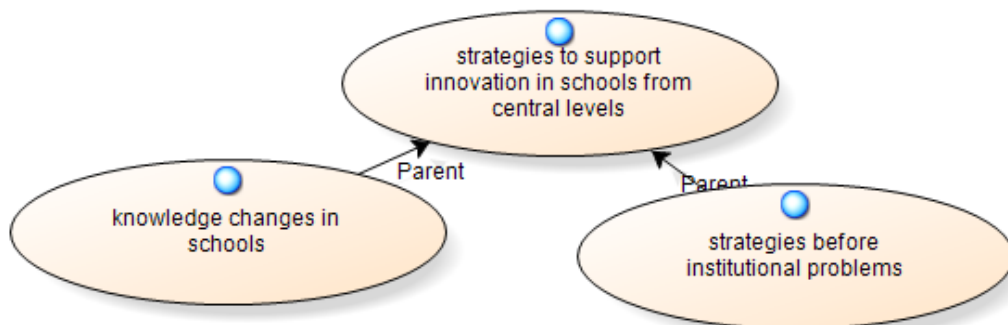 strategies to support
innovation in schools from
central levels
Parent
Parent
knowledge changes in
schools
strategies before
institutional problems